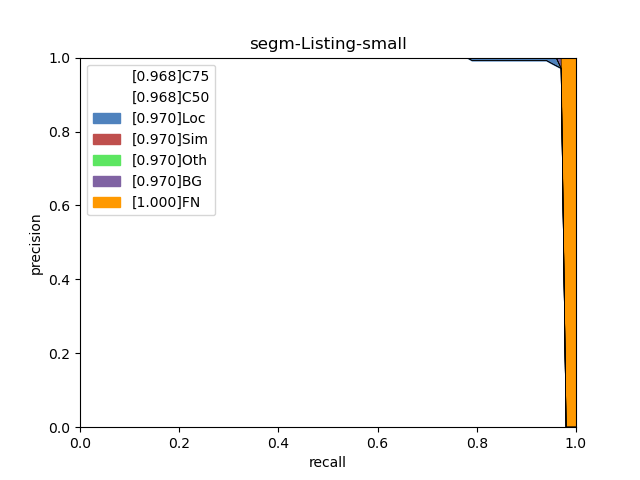 segm-Listing-small
1.0
0.8
0.6
0.4
0.2
0.0
precision
[0.968]C75
[0.968]C50
[0.970]Loc
[0.970]Sim
[0.970]Oth
[0.970]BG
[1.000]FN
0.0 0.2 0.4 0.6 0.8 1.0
recall